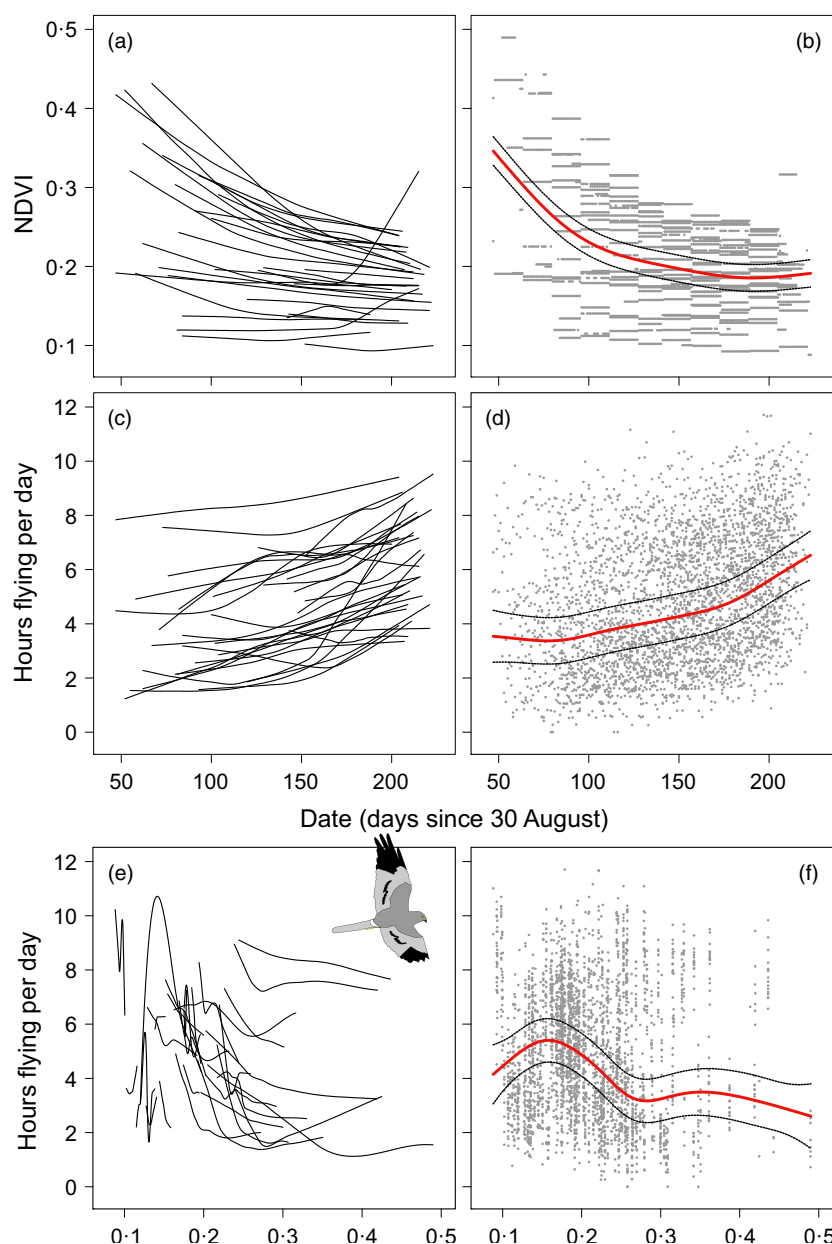 (a)
(b)
NDVI
0·5
0·4
0·3
0·2
0·1
(c)
(d)
Hours flying per day
12
10
8
6
4
2
0
50 100 150 200 50 100 150 200
Date (days since 30 August)
(e)
(f)
Hours flying per day
12
10
8
6
4
2
0
0·1 0·2 0·3 0·4 0·5 0·1 0·2 0·3 0·4 0·5